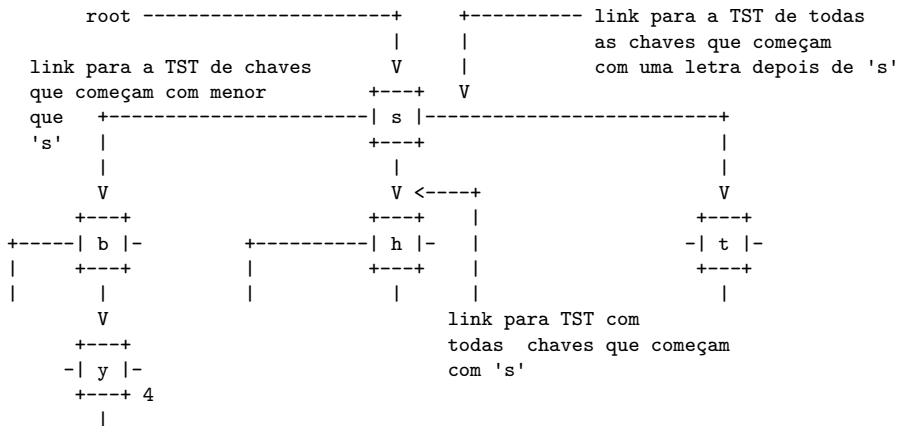 root ----------------------+     +---------- link para a TST de todas
                           |     |           as chaves que começam
link para a TST de chaves  V     |           com uma letra depois de 's'
que começam com menor    +---+   V
que   +-----------------------| s |--------------------------+
's'   |                       +---+                          |
      |                         |                            |
      V                         V <----+                     V
    +---+                     +---+    |                   +---+
+-----| b |-         +----------| h |-   |                  -| t |-
|     +---+          |          +---+    |                   +---+
|       |            |            |      |                     |
        V                              link para TST com
      +---+                            todas  chaves que começam
     -| y |-                           com 's'
      +---+ 4
        |